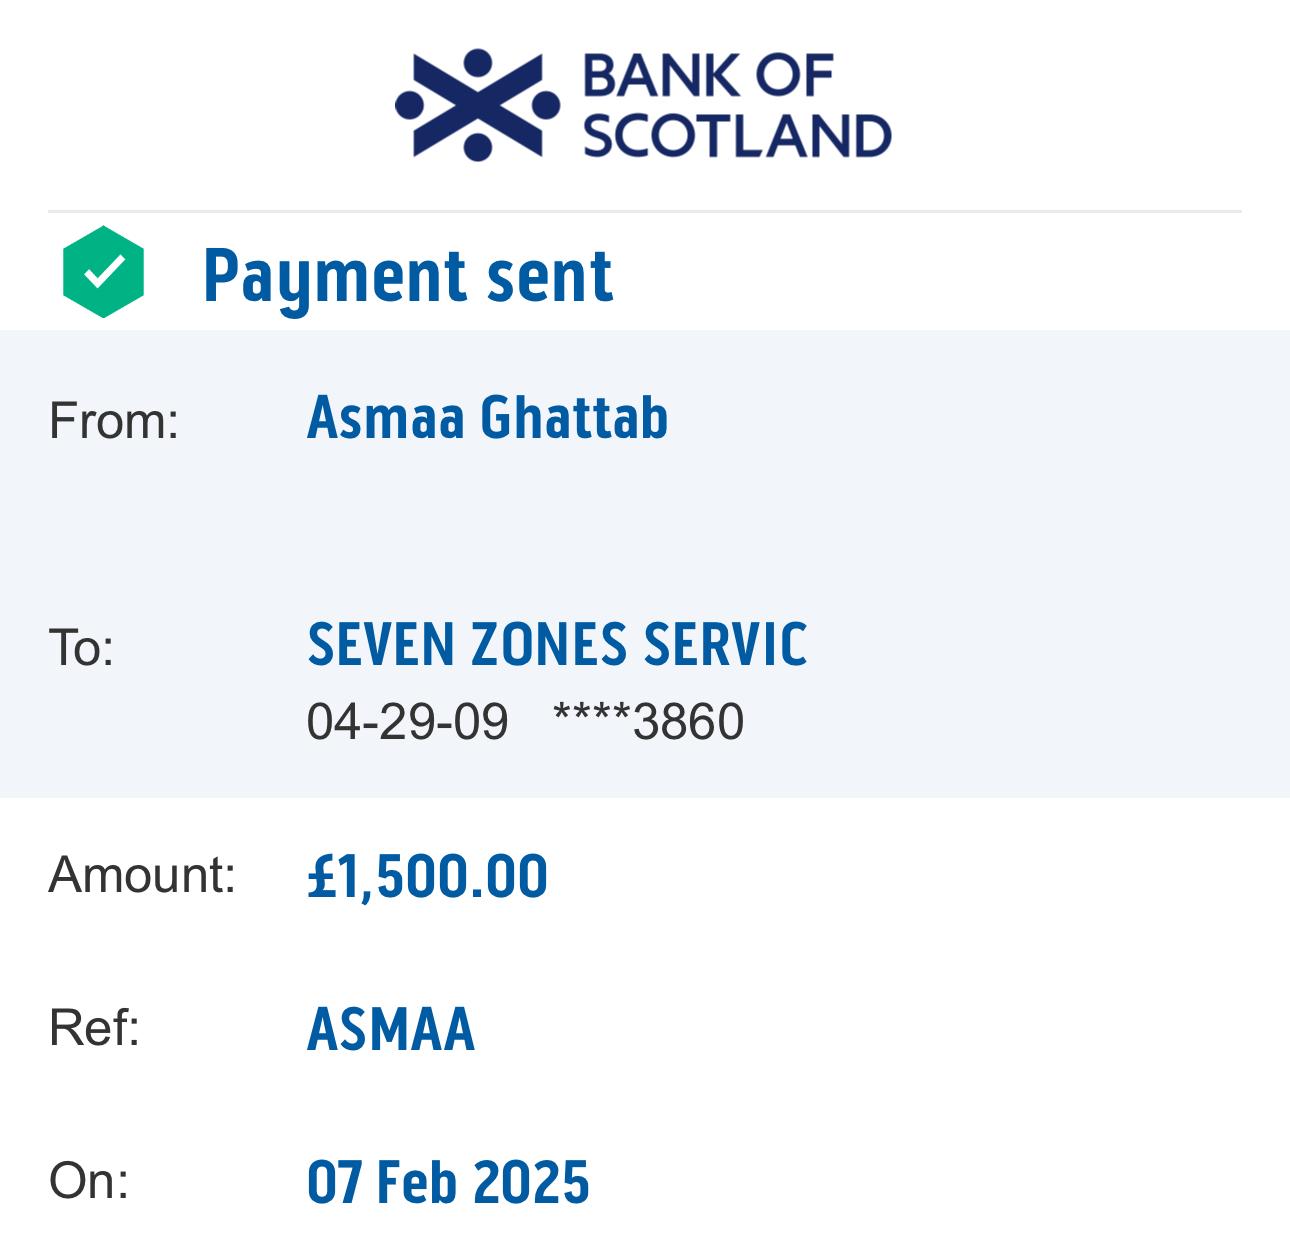 BANK OF
SCOTLAND
Payment sent
From: Asmaa Ghattab
To: SEVEN ZONES SERVIC
04-29-09 ****3860
Amount: £1,500.00
Ref: ASMAA
On: 07 Feb 2025